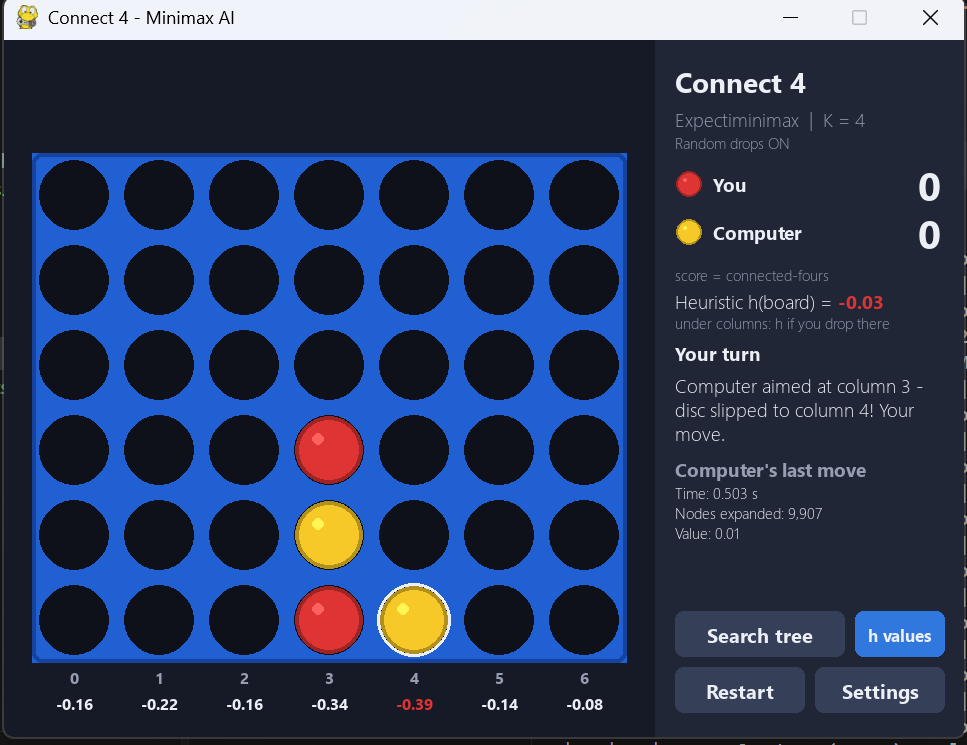 Connect 4 - Minimax AI
Connect 4
Expectiminimax | K = 4
Random drops ON
You 0
Computer 0
score = connected-fours
Heuristic h(board) = -0.03
under columns: h if you drop there
Your turn
Computer aimed at column 3 -
disc slipped to column 4! Your
move.
Computer's last move
Time: 0.503 s
Nodes expanded: 9,907
Value: 0.01
Search tree h values
Restart Settings
0 1 2 3 4 5 6
-0.16 -0.22 -0.16 -0.34 -0.39 -0.14 -0.08